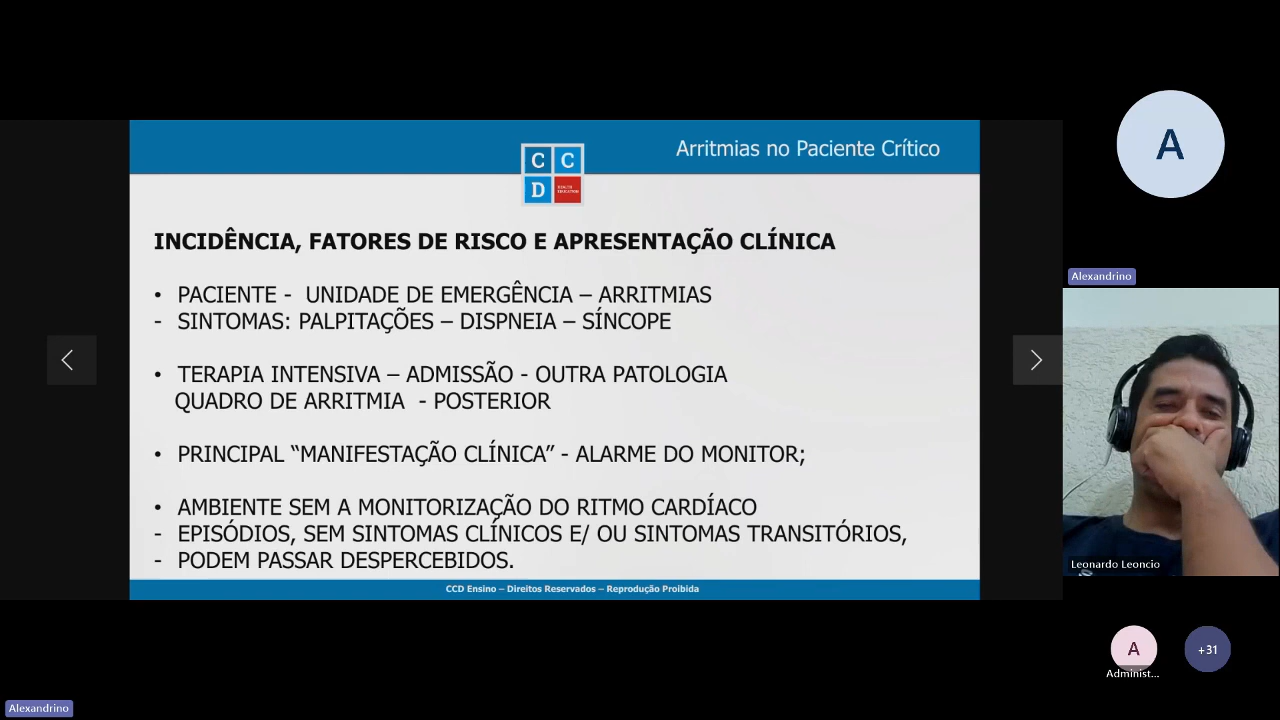 Arritmias no Paciente Crítico
C C
D
INCIDÊNCIA, FATORES DE RISCO E APRESENTAÇÃO CLÍNICA
• PACIENTE - UNIDADE DE EMERGÊNCIA – ARRITMIAS
- SINTOMAS: PALPITAÇÕES – DISPNEIA – SÍNCOPE
• TERAPIA INTENSIVA – ADMISSÃO - OUTRA PATOLOGIA
QUADRO DE ARRITMIA - POSTERIOR
• PRINCIPAL “MANIFESTAÇÃO CLÍNICA” - ALARME DO MONITOR;
• AMBIENTE SEM A MONITORIZAÇÃO DO RITMO CARDÍACO
- EPISÓDIOS, SEM SINTOMAS CLÍNICOS E/ OU SINTOMAS TRANSITÓRIOS,
- PODEM PASSAR DESPERCEBIDOS.
CCD Ensino – Direitos Reservados – Reprodução Proibida
A
Alexandrino
Leonardo Leoncio
A
Administ...
+31
Alexandrino